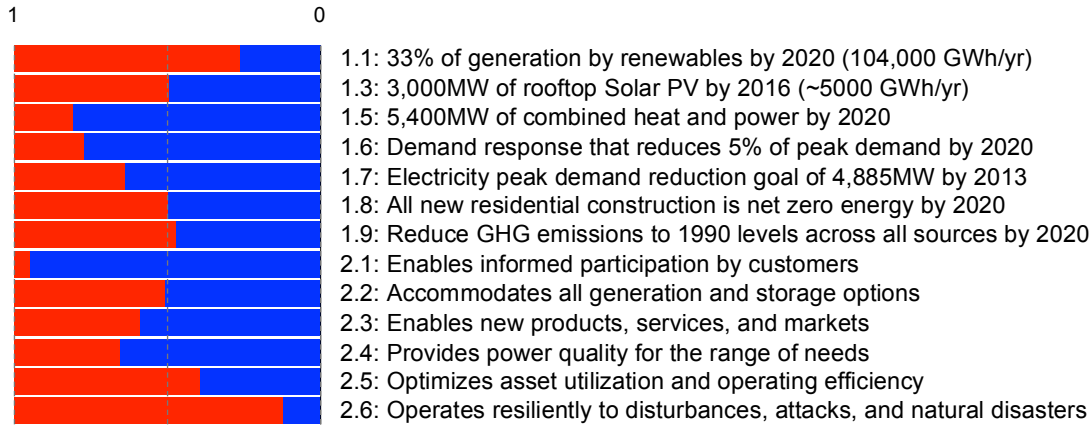 1 0
1.1: 33% of generation by renewables by 2020 (104,000 GWh/yr)
1.3: 3,000MW of rooftop Solar PV by 2016 (~5000 GWh/yr)
1.5: 5,400MW of combined heat and power by 2020
1.6: Demand response that reduces 5% of peak demand by 2020
1.7: Electricity peak demand reduction goal of 4,885MW by 2013
1.8: All new residential construction is net zero energy by 2020
1.9: Reduce GHG emissions to 1990 levels across all sources by 2020
2.1: Enables informed participation by customers
2.2: Accommodates all generation and storage options
2.3: Enables new products, services, and markets
2.4: Provides power quality for the range of needs
2.5: Optimizes asset utilization and operating efficiency
2.6: Operates resiliently to disturbances, attacks, and natural disasters